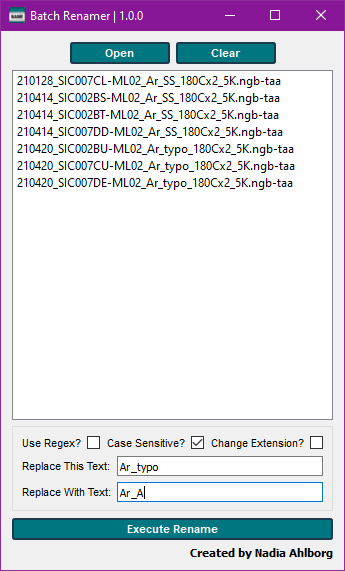 Batch Renamer | 1.0.0
Open Clear
210128_SIC007CL-ML02_Ar_SS_180Cx2_5K.ngb-taa
210414_SIC002BS-ML02_Ar_SS_180Cx2_5K.ngb-taa
210414_SIC002BT-ML02_Ar_SS_180Cx2_5K.ngb-taa
210414_SIC007DD-ML02_Ar_SS_180Cx2_5K.ngb-taa
210420_SIC002BU-ML02_Ar_typo_180Cx2_5K.ngb-taa
210420_SIC007CU-ML02_Ar_typo_180Cx2_5K.ngb-taa
210420_SIC007DE-ML02_Ar_typo_180Cx2_5K.ngb-taa
Use Regex? Case Sensitive? Change Extension?
Replace This Text: Ar_typo
Replace With Text: Ar_A
Execute Rename
Created by Nadia Ahlborg